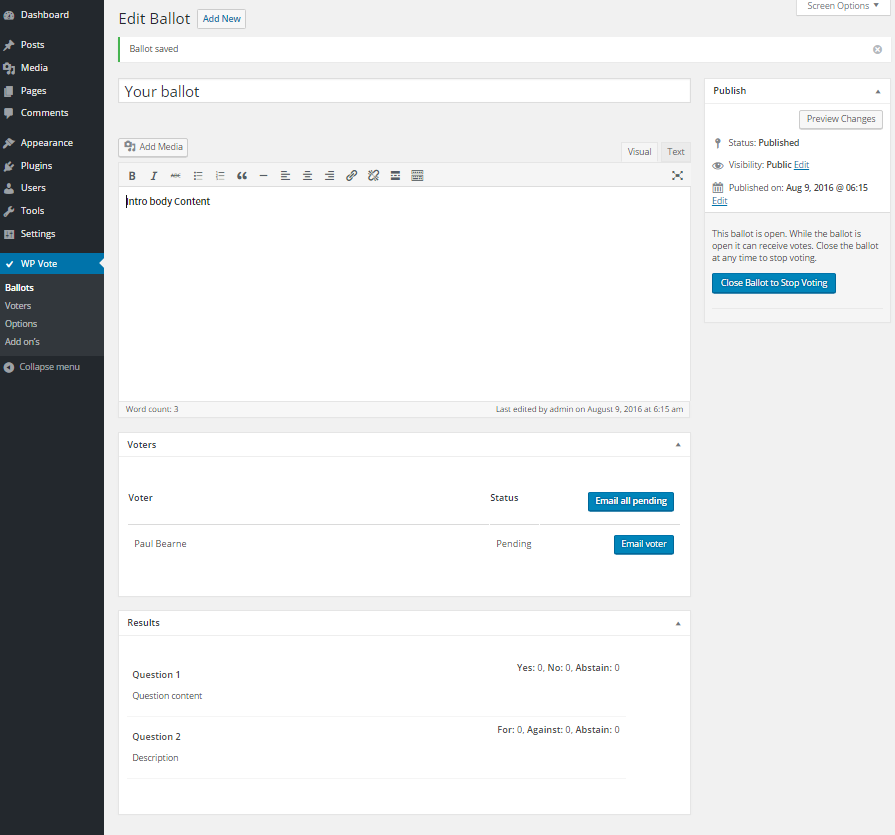 Dashboard
Posts
Media
Pages
Comments
Appearance
Plugins
Users
Tools
Settings
WP Vote
Ballots
Voters
Options
Add on's
Collapse menu
Screen Options
Edit Ballot Add New
Ballot saved
Your ballot
Add Media
Visual Text
B I ABC
Intro body Content
Word count: 3 Last edited by admin on August 9, 2016 at 6:15 am
Voters
Voter Status Email all pending
Paul Bearne Pending Email voter
Results
Question 1 Yes: 0, No: 0, Abstain: 0
Question content
Question 2 For: 0, Against: 0, Abstain: 0
Description
Publish
Preview Changes
Status: Published
Visibility: Public Edit
Published on: Aug 9, 2016 @ 06:15
Edit
This ballot is open. While the ballot is
open it can receive votes. Close the ballot
at any time to stop voting.
Close Ballot to Stop Voting